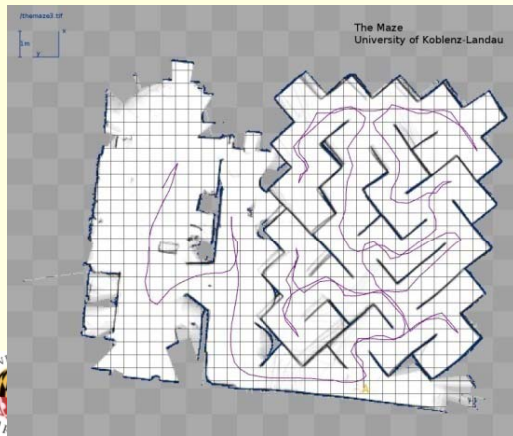 /themaze3.tif
x
1m
y
The Maze
University of Koblenz-Landau